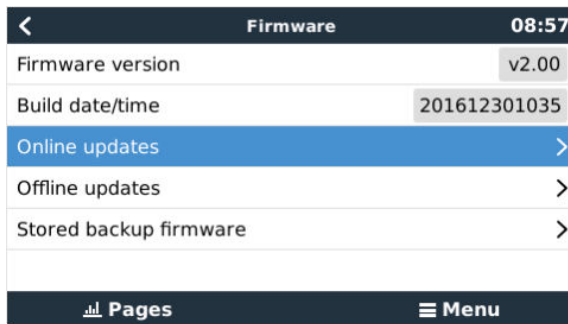 Firmware 08:57
Firmware version v2.00
Build date/time 201612301035
Online updates
Offline updates
Stored backup firmware
Pages Menu